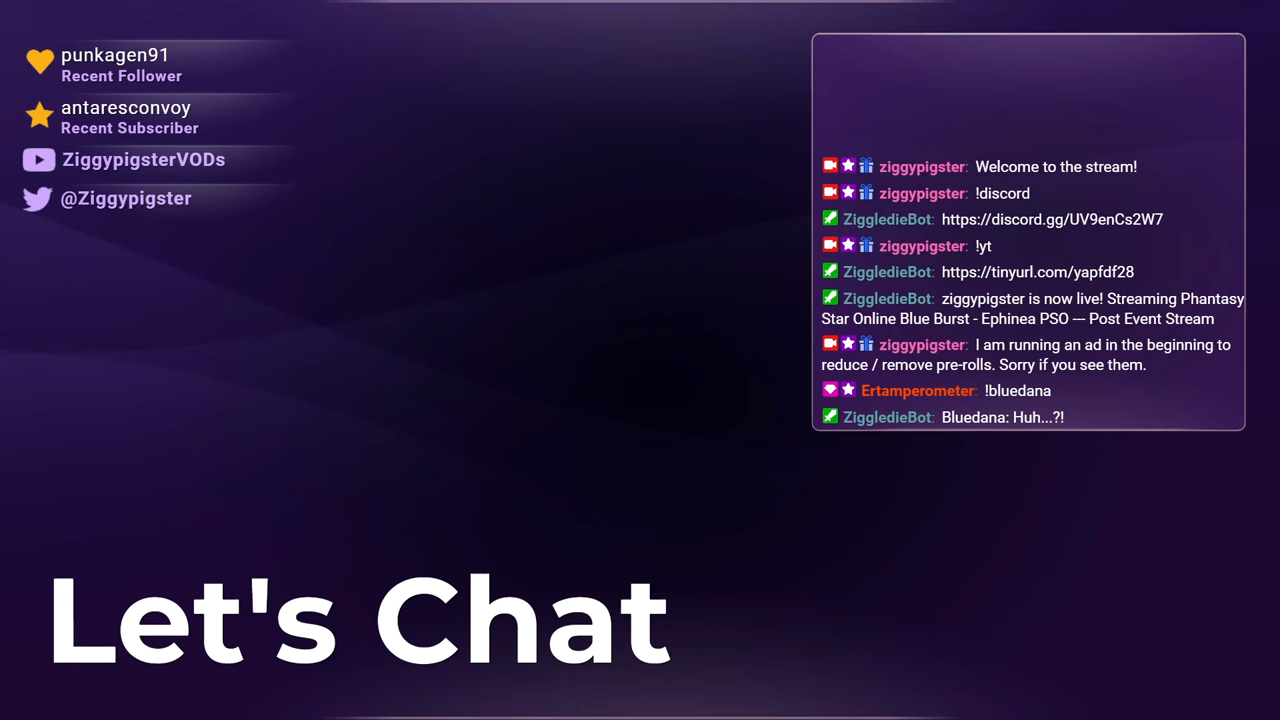 punkagen91
Recent Follower
antaresconvoy
Recent Subscriber
ZiggypigsterVODs
@Ziggypigster
ziggypigster: Welcome to the stream!
ziggypigster: !discord
ZiggledieBot: https://discord.gg/UV9enCs2W7
ziggypigster: !yt
ZiggledieBot: https://tinyurl.com/yapfdf28
ZiggledieBot: ziggypigster is now live! Streaming Phantasy
Star Online Blue Burst - Ephinea PSO --- Post Event Stream
ziggypigster: I am running an ad in the beginning to
reduce / remove pre-rolls. Sorry if you see them.
Ertamperometer: !bluedana
ZiggledieBot: Bluedana: Huh...?!
Let's Chat